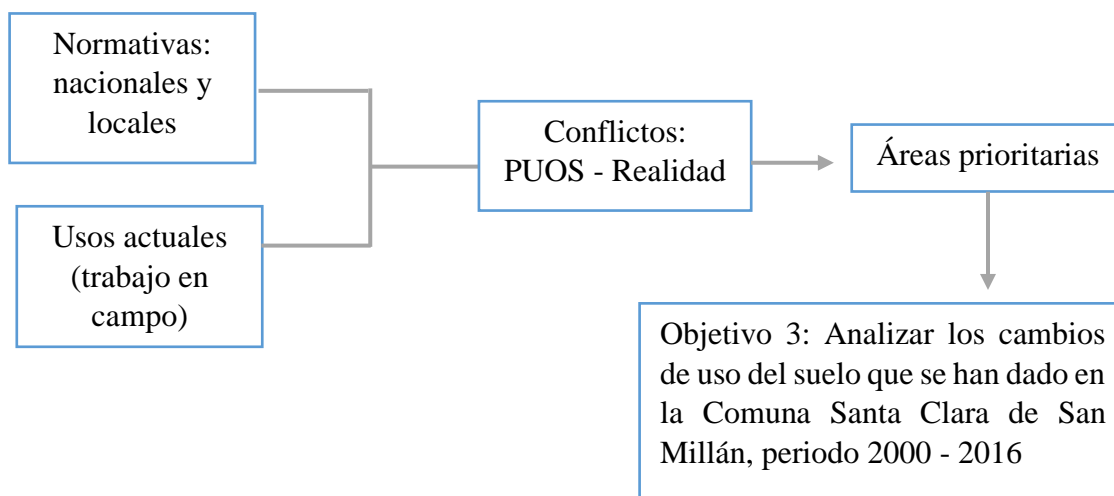 Normativas:
nacionales y
locales
Usos actuales
(trabajo en
campo)
Conflictos:
PUOS - Realidad
Áreas prioritarias
Objetivo 3: Analizar los cambios
de uso del suelo que se han dado en
la Comuna Santa Clara de San
Millán, periodo 2000 - 2016